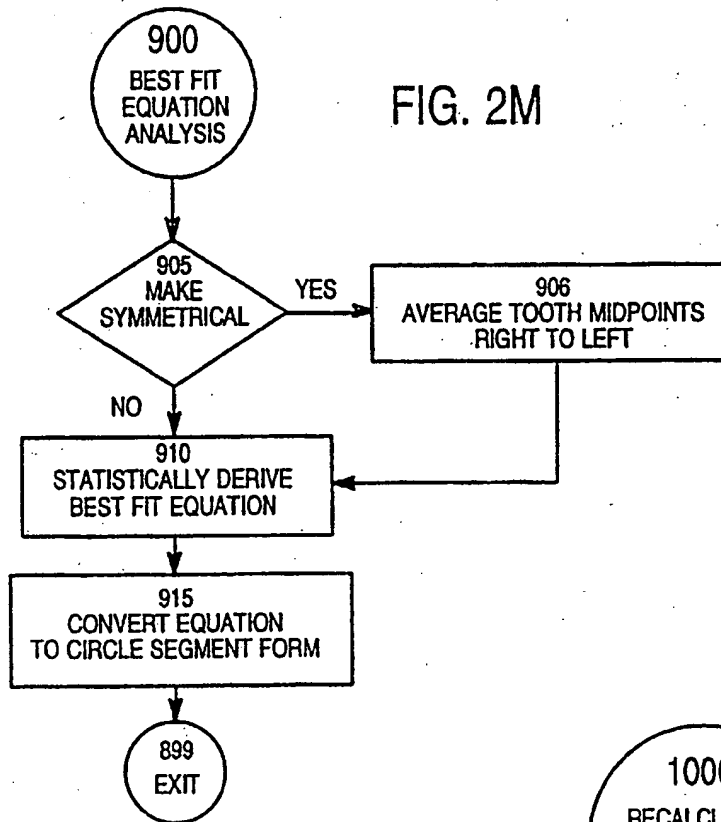 900
BEST FIT
EQUATION
ANALYSIS
FIG. 2M
905
MAKE
SYMMETRICAL
YES
906
AVERAGE TOOTH MIDPOINTS
RIGHT TO LEFT
NO
910
STATISTICALLY DERIVE
BEST FIT EQUATION
915
CONVERT EQUATION
TO CIRCLE SEGMENT FORM
899
EXIT